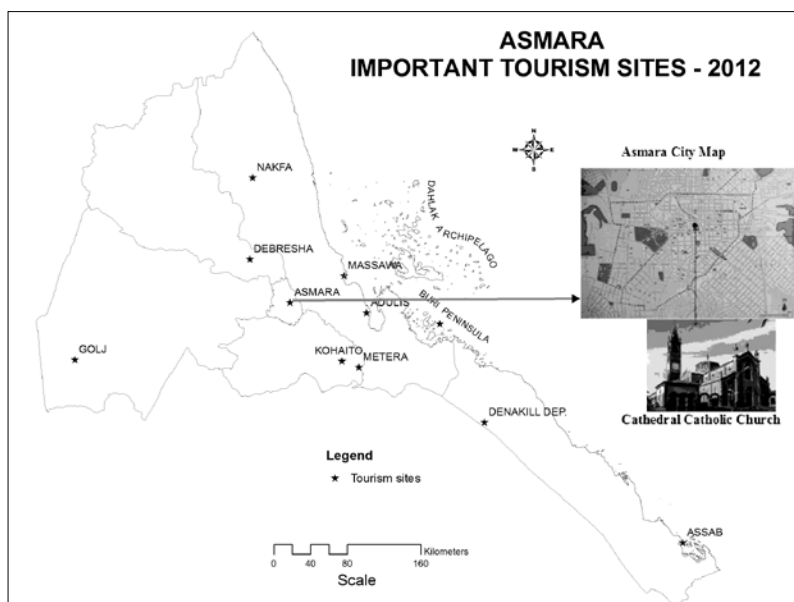 ASMARA
IMPORTANT TOURISM SITES - 2012
N
W E
S
Asmara City Map
NAKFA
DAHLAK ARCHIPELAGO
DEBRESHA
MASSAWA
ASMARA
ADULIS
BURI PENINSULA
GOLJ
KOHAITO
METERA
DENAKILL DEP.
Cathedral Catholic Church
Legend
Tourism sites
ASSAB
Kilometers
0 40 80 160
Scale